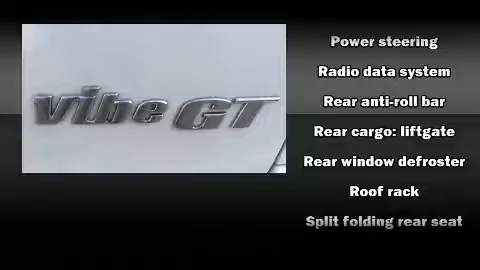 vibe GT
Power steering
Radio data system
Rear anti-roll bar
Rear cargo: liftgate
Rear window defroster
Roof rack
Split folding rear seat